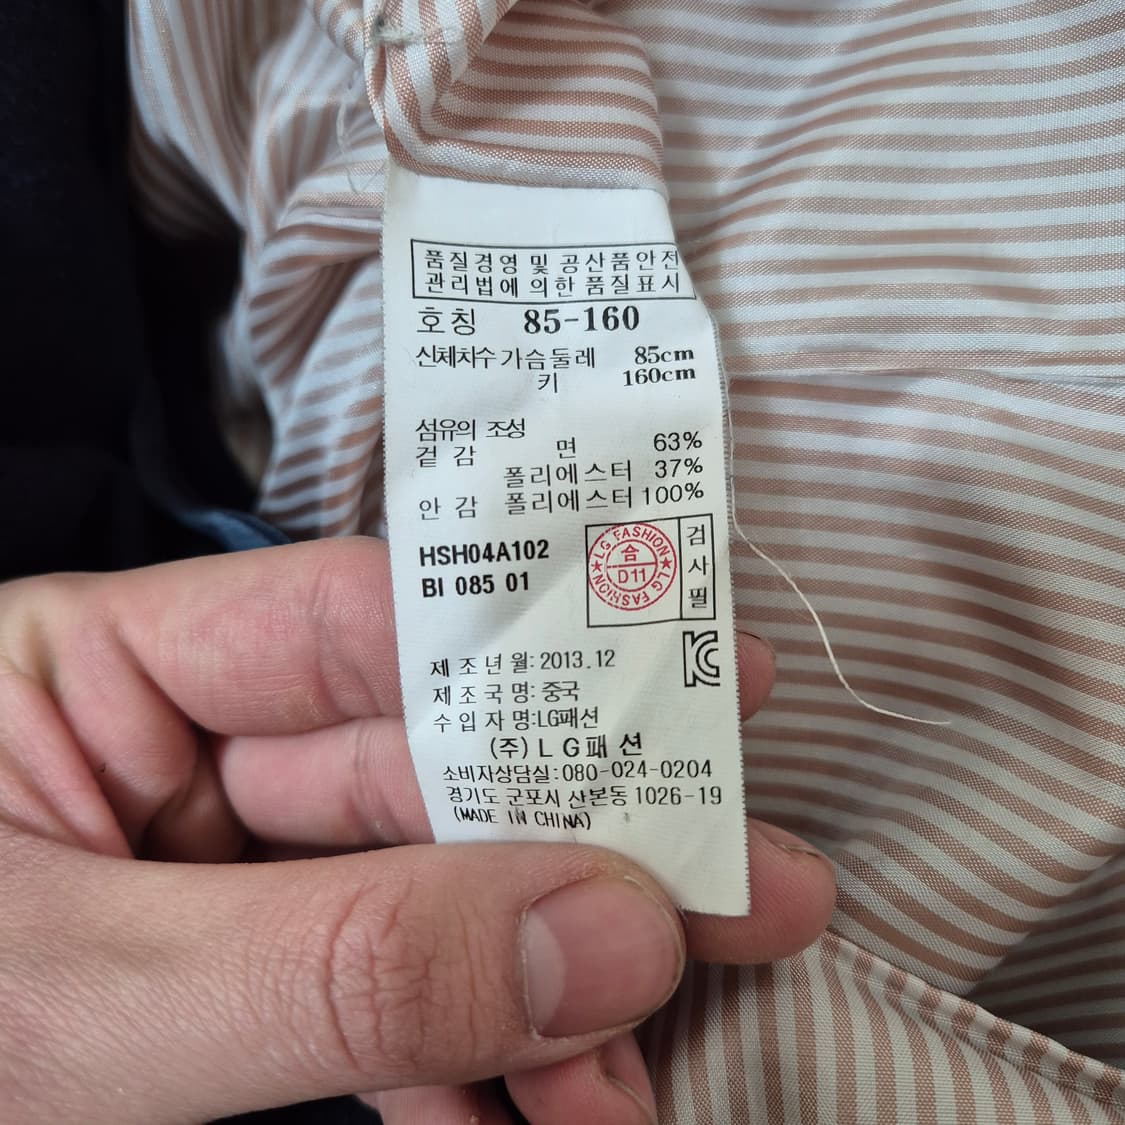 품질경영 및 공산품안전
관리법에 의한 품질표시
호칭 85-160
신체치수 가슴둘레 85cm
키 160cm
섬유의 조성
겉감 면 63%
폴리에스터 37%
안감 폴리에스터 100%
HSH04A102
BI 085 01
LG FASHION
合
D11
LG FASHION
검
사
필
제조년월: 2013.12
제조국명: 중국
수입자명:LG패션
(주)LG패션
소비자상담실:080-024-0204
경기도 군포시 산본동 1026-19
(MADE IN CHINA)